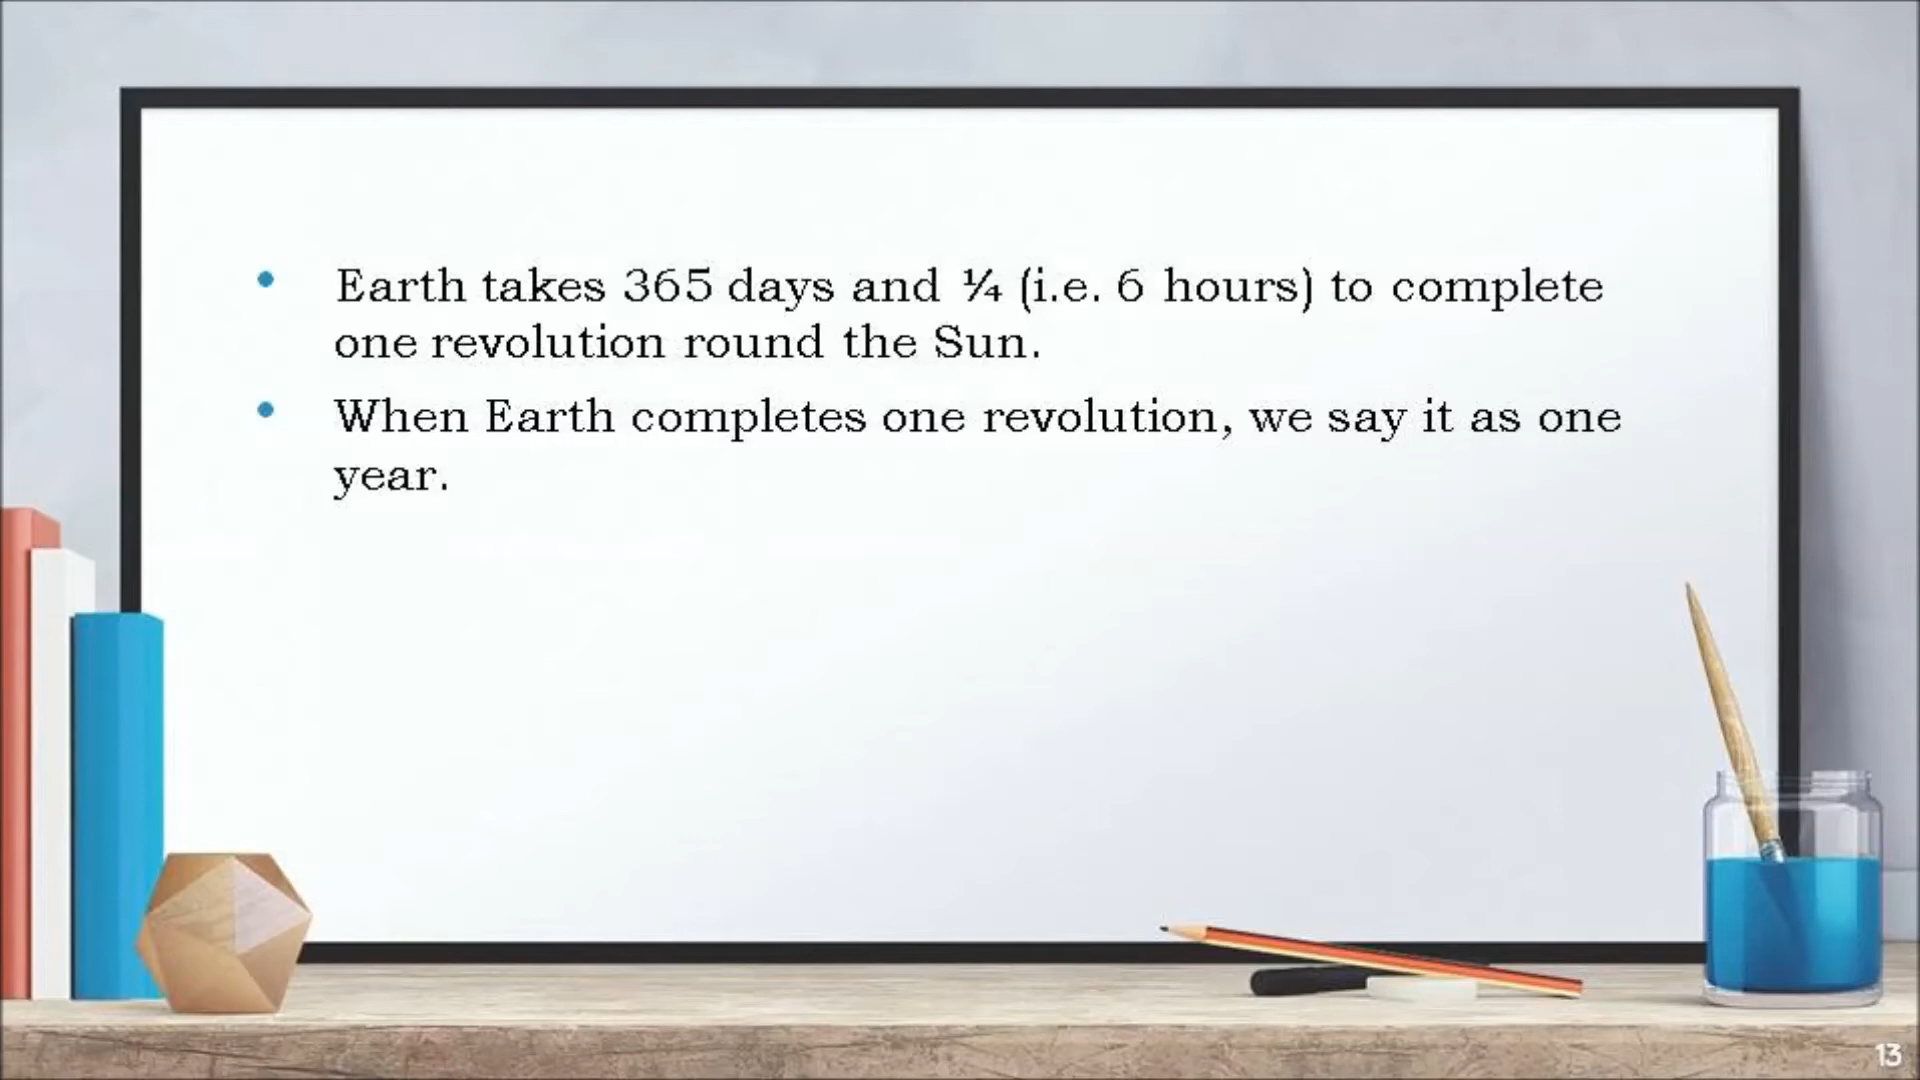 • Earth takes 365 days and ¼ (i.e. 6 hours) to complete
one revolution round the Sun.
• When Earth completes one revolution, we say it as one
year.
13